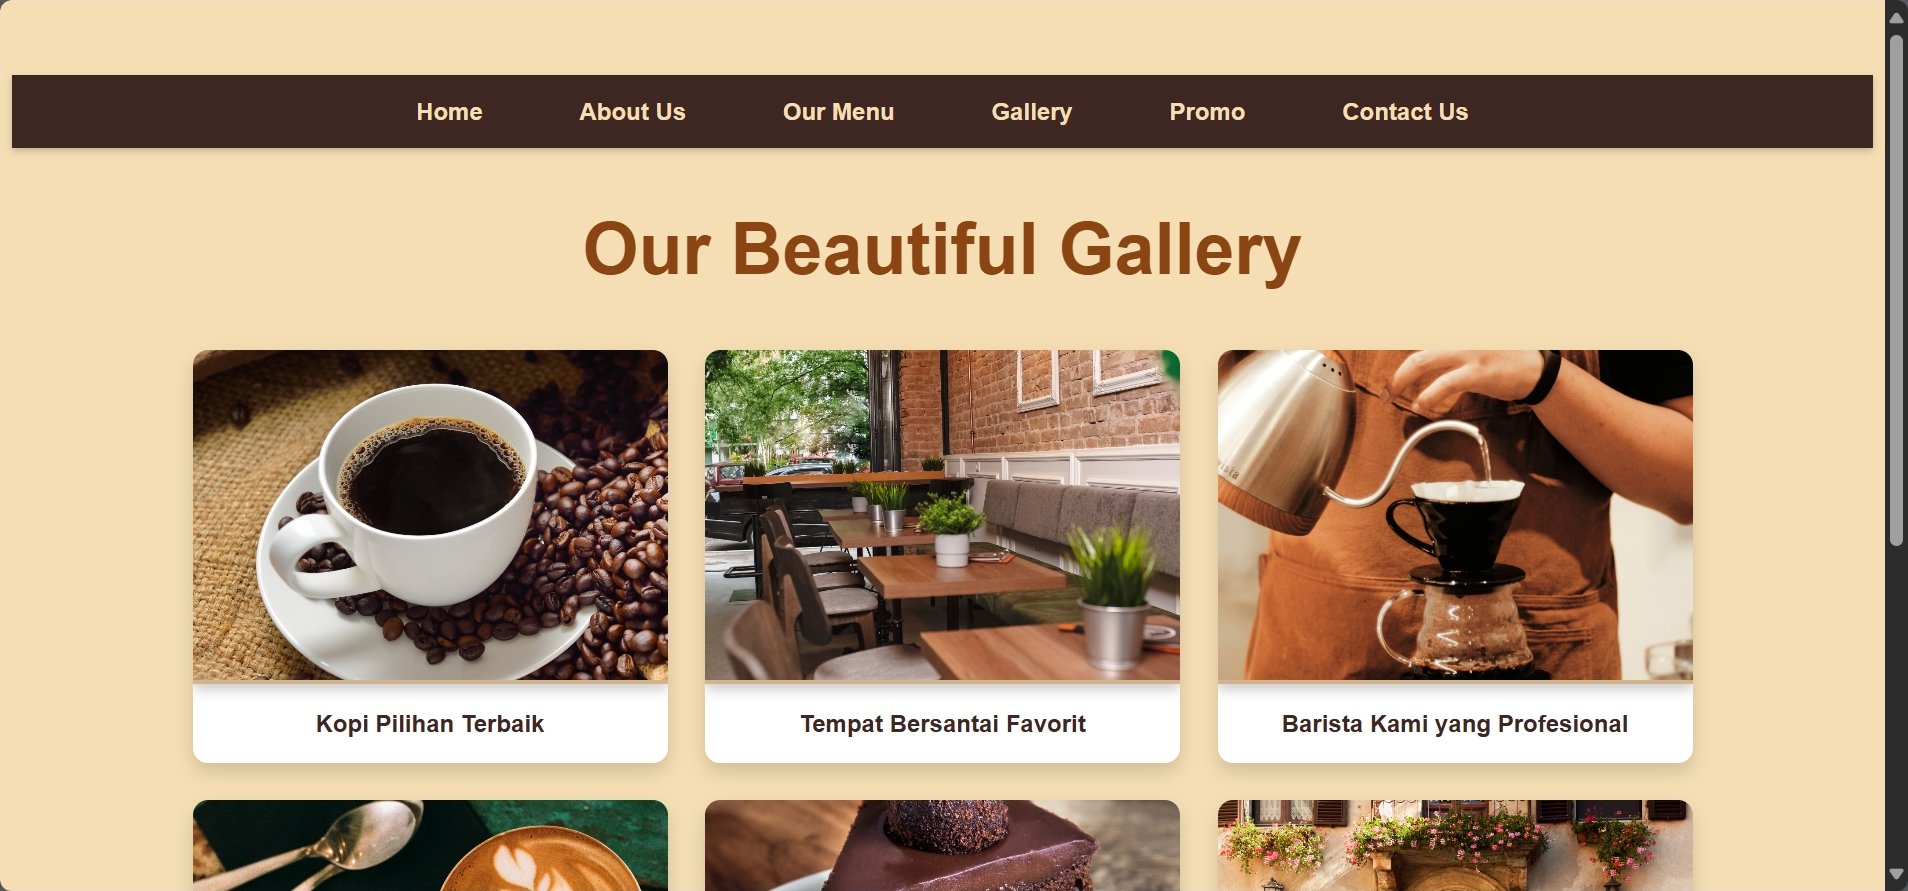 Home About Us Our Menu Gallery Promo Contact Us
Our Beautiful Gallery
Kopi Pilihan Terbaik
Tempat Bersantai Favorit
Barista Kami yang Profesional